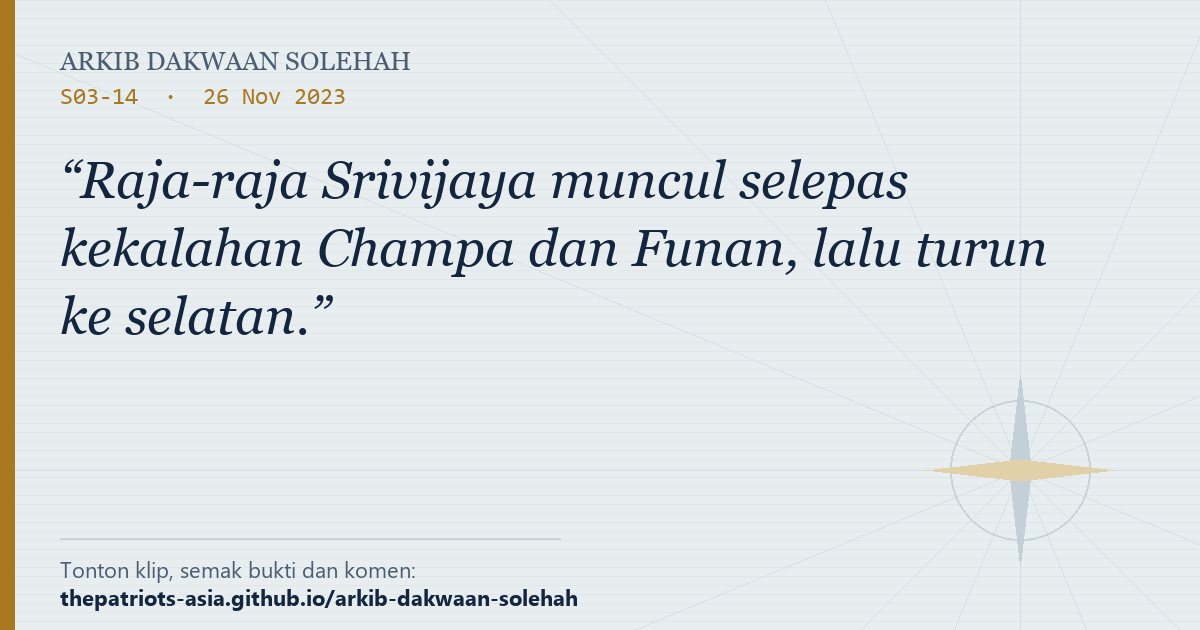 ARKIB DAKWAAN SOLEHAH
S03-14 · 26 Nov 2023
“Raja-raja Srivijaya muncul selepas
kekalahan Champa dan Funan, lalu turun
ke selatan.”
Tonton klip, semak bukti dan komen:
thepatriots-asia.github.io/arkib-dakwaan-solehah